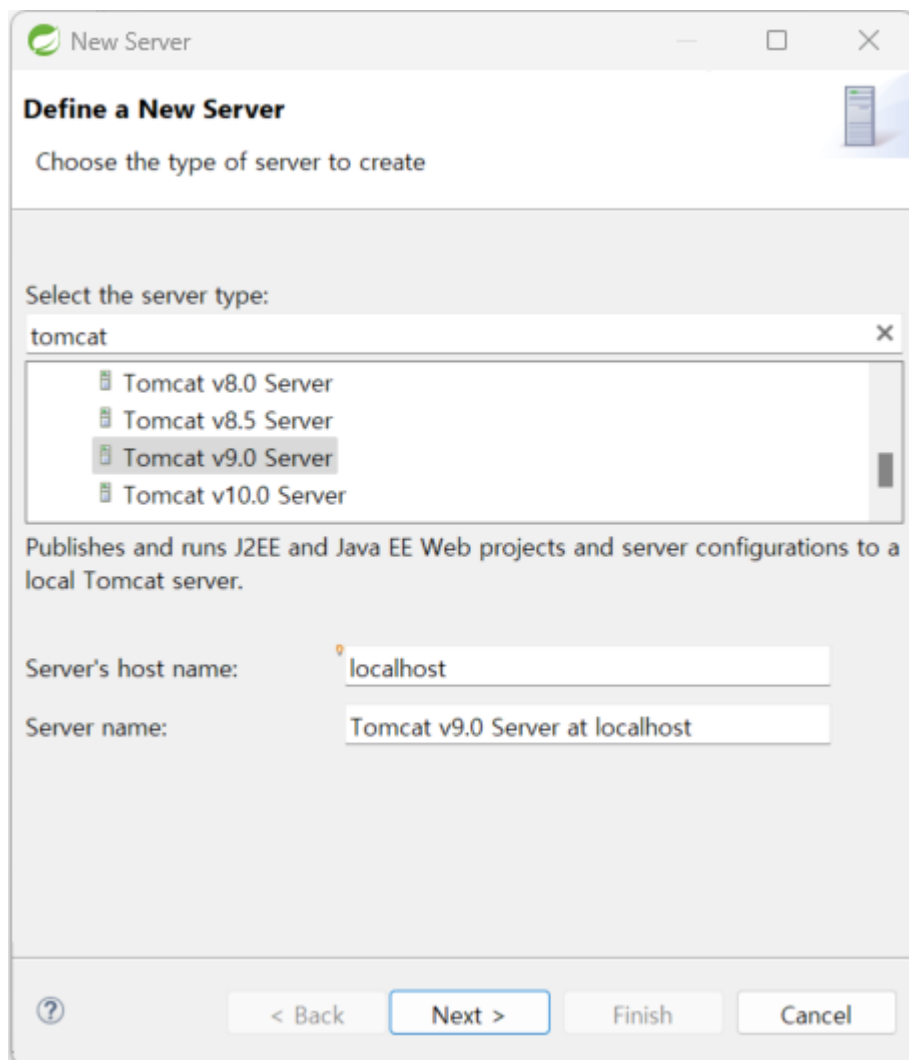 New Server
Define a New Server
Choose the type of server to create
Select the server type:
tomcat
Tomcat v8.0 Server
Tomcat v8.5 Server
Tomcat v9.0 Server
Tomcat v10.0 Server
Publishes and runs J2EE and Java EE Web projects and server configurations to a
local Tomcat server.
Server's host name: localhost
Server name: Tomcat v9.0 Server at localhost
? < Back Next > Finish Cancel